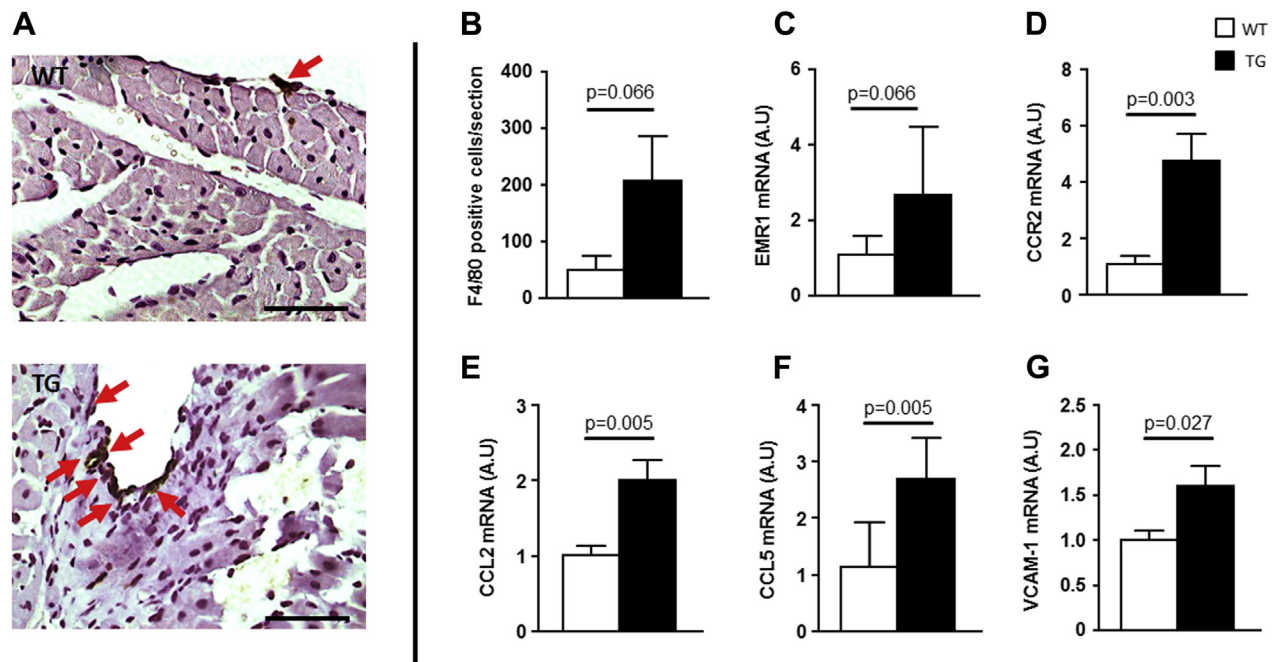 A
WT
TG
B
F4/80 positive cells/section
400
300
200
100
0
p=0.066
C
EMR1 mRNA (A.U)
6
4
2
0
p=0.066
WT
TG
D
CCR2 mRNA (A.U)
8
6
4
2
0
p=0.003
E
CCL2 mRNA (A.U)
3
2
1
0
p=0.005
F
CCL5 mRNA (A.U)
4
3
2
1
0
p=0.005
G
VCAM-1 mRNA (A.U)
2.5
2.0
1.5
1.0
0.5
0
p=0.027